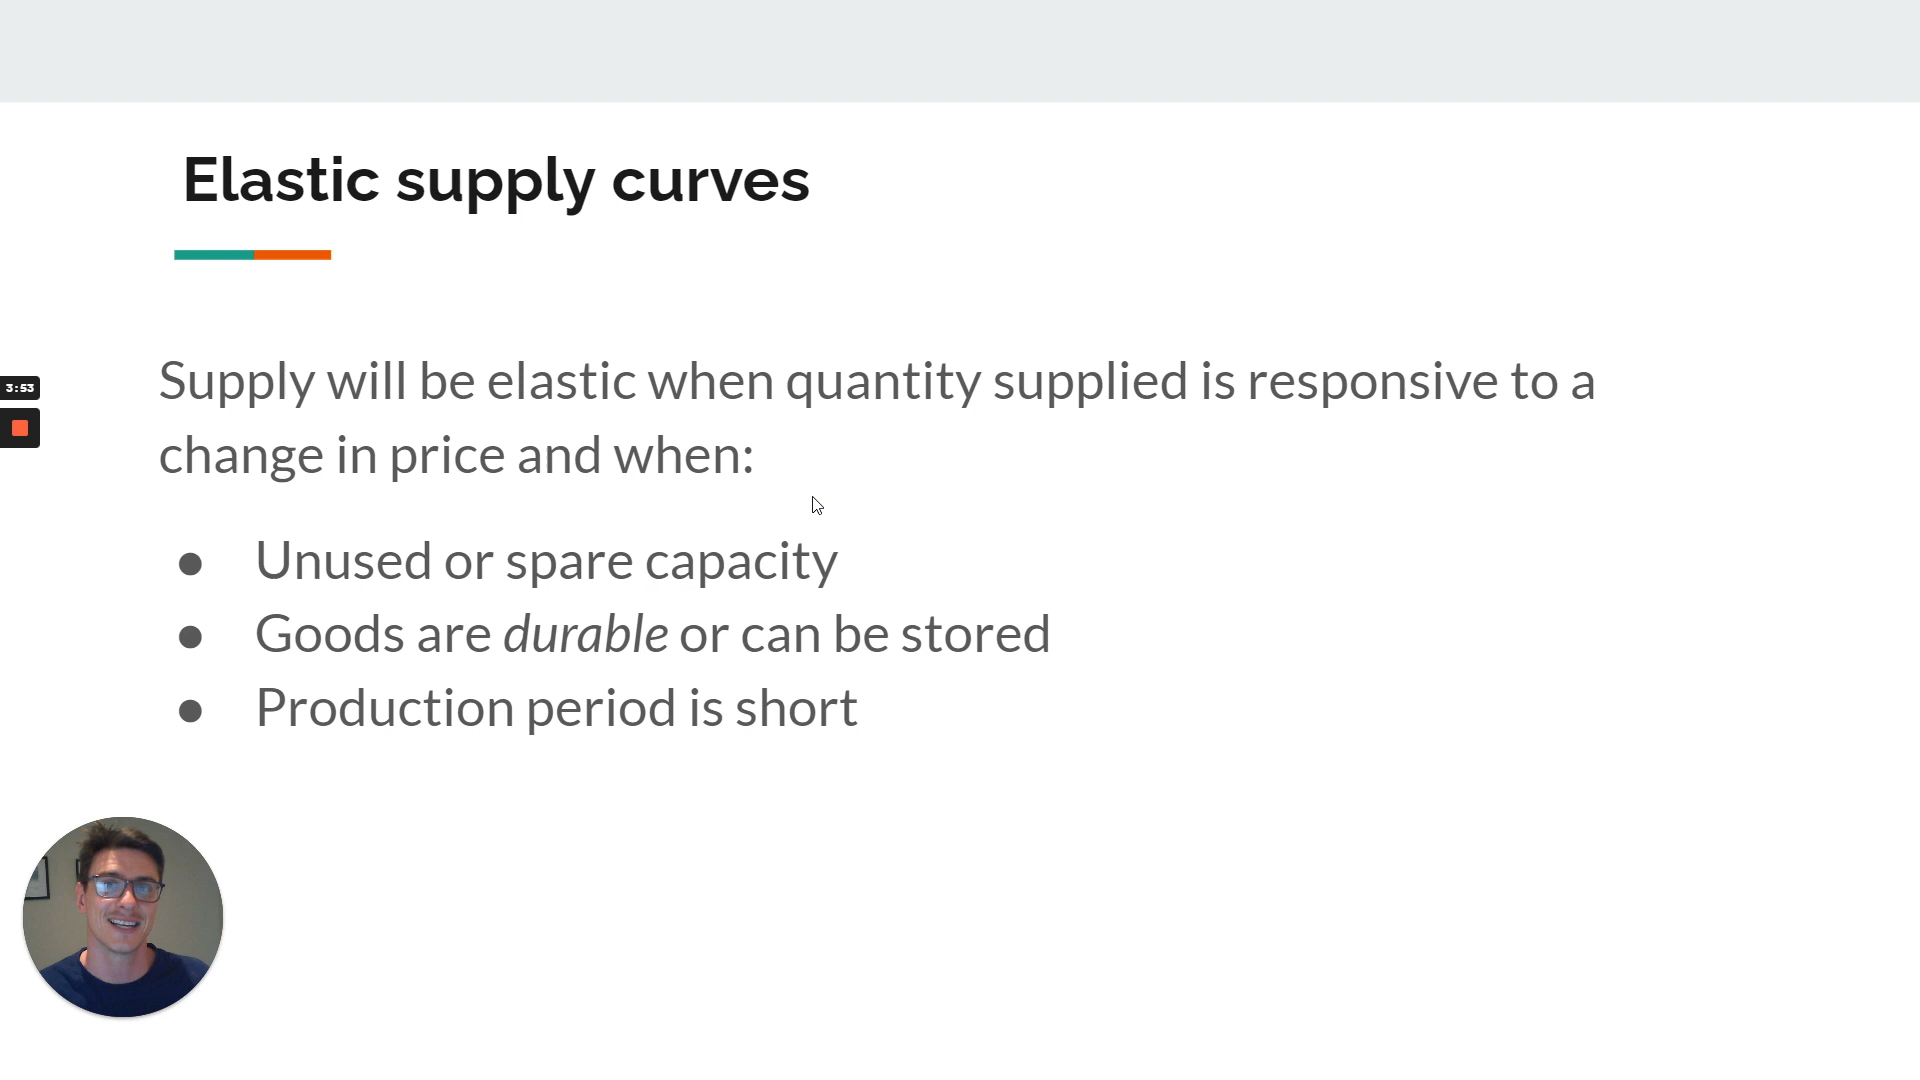 Elastic supply curves
Supply will be elastic when quantity supplied is responsive to a
change in price and when:
● Unused or spare capacity
● Goods are durable or can be stored
● Production period is short
3:53